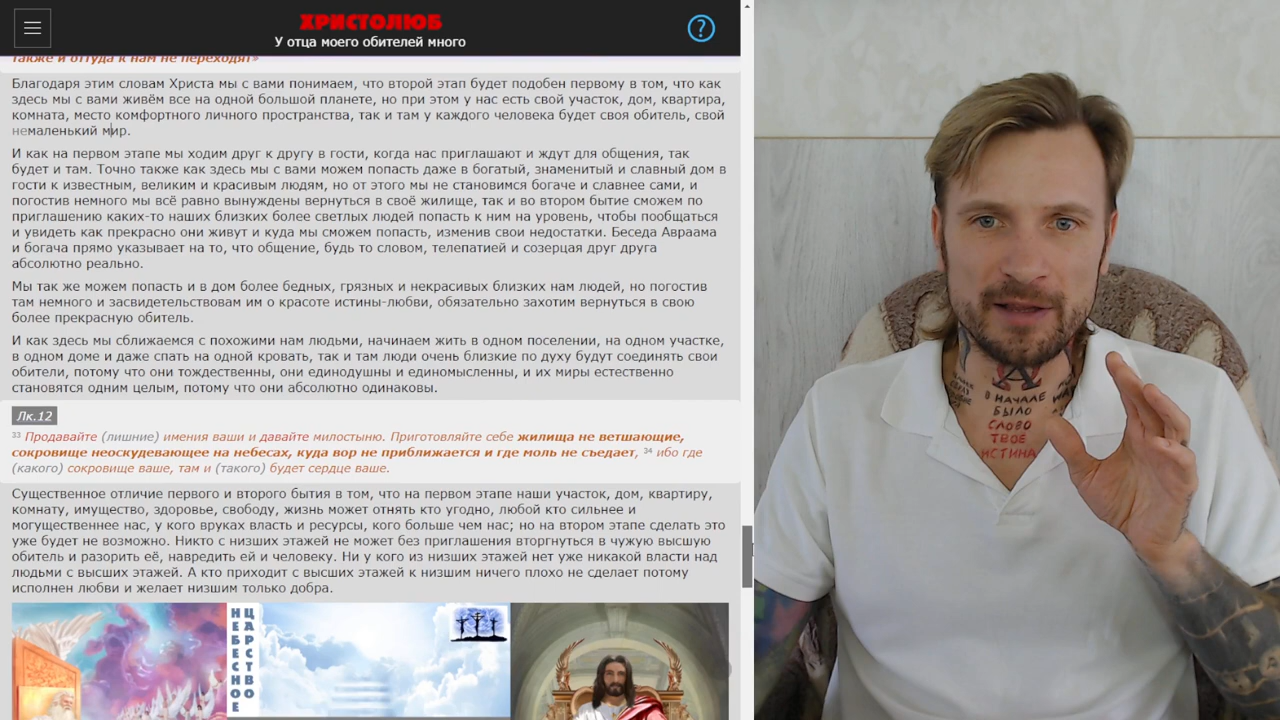 ХРИСТОЛЮБ
У отца моего обителей много
?
также и оттуда к нам не переходят»
Благодаря этим словам Христа мы с вами понимаем, что второй этап будет подобен первому в том, что как
здесь мы с вами живём все на одной большой планете, но при этом у нас есть свой участок, дом, квартира,
комната, место комфортного личного пространства, так и там у каждого человека будет своя обитель, свой
немаленький мир.
И как на первом этапе мы ходим друг к другу в гости, когда нас приглашают и ждут для общения, так
будет и там. Точно также как здесь мы с вами можем попасть даже в богатый, знаменитый и славный дом в
гости к известным, великим и красивым людям, но от этого мы не становимся богаче и славнее сами, и
погостив немного мы всё равно вынуждены вернуться в своё жилище, так и во втором бытие сможем по
приглашению каких-то наших близких более светлых людей попасть к ним на уровень, чтобы пообщаться
и увидеть как прекрасно они живут и куда мы сможем попасть, изменив свои недостатки. Беседа Авраама
и богача прямо указывает на то, что общение, будь то словом, телепатией и созерцая друг друга
абсолютно реально.
Мы так же можем попасть и в дом более бедных, грязных и некрасивых близких нам людей, но погостив
там немного и засвидетельствовам им о красоте истины-любви, обязательно захотим вернуться в свою
более прекрасную обитель.
И как здесь мы сближаемся с похожими нам людьми, начинаем жить в одном поселении, на одном участке,
в одном доме и даже спать на одной кровать, так и там люди очень близкие по духу будут соединять свои
обители, потому что они тождественны, они единодушны и единомысленны, и их миры естественно
становятся одним целым, потому что они абсолютно одинаковы.
Лк.12
33 Продавайте (лишние) имения ваши и давайте милостыню. Приготовляйте себе жилища не ветшающие,
сокровище неоскудевающее на небесах, куда вор не приближается и где моль не съедает, 34 ибо где
(какого) сокровище ваше, там и (такого) будет сердце ваше.
Существенное отличие первого и второго бытия в том, что на первом этапе наши участок, дом, квартиру,
комнату, имущество, здоровье, свободу, жизнь может отнять кто угодно, любой кто сильнее и
могущественнее нас, у кого вруках власть и ресурсы, кого больше чем нас; но на втором этапе сделать это
уже будет не возможно. Никто с низших этажей не может без приглашения вторгнуться в чужую высшую
обитель и разорить её, навредить ей и человеку. Ни у кого из низших этажей нет уже никакой власти над
людьми с высших этажей. А кто приходит с высших этажей к низшим ничего плохо не сделает потому
исполнен любви и желает низшим только добра.
НЕБЕСНОЕ
ЦАРСТВО
В НАЧАЛЕ
БЫЛО
СЛОВО
ТВОЕ
ИСТИНА